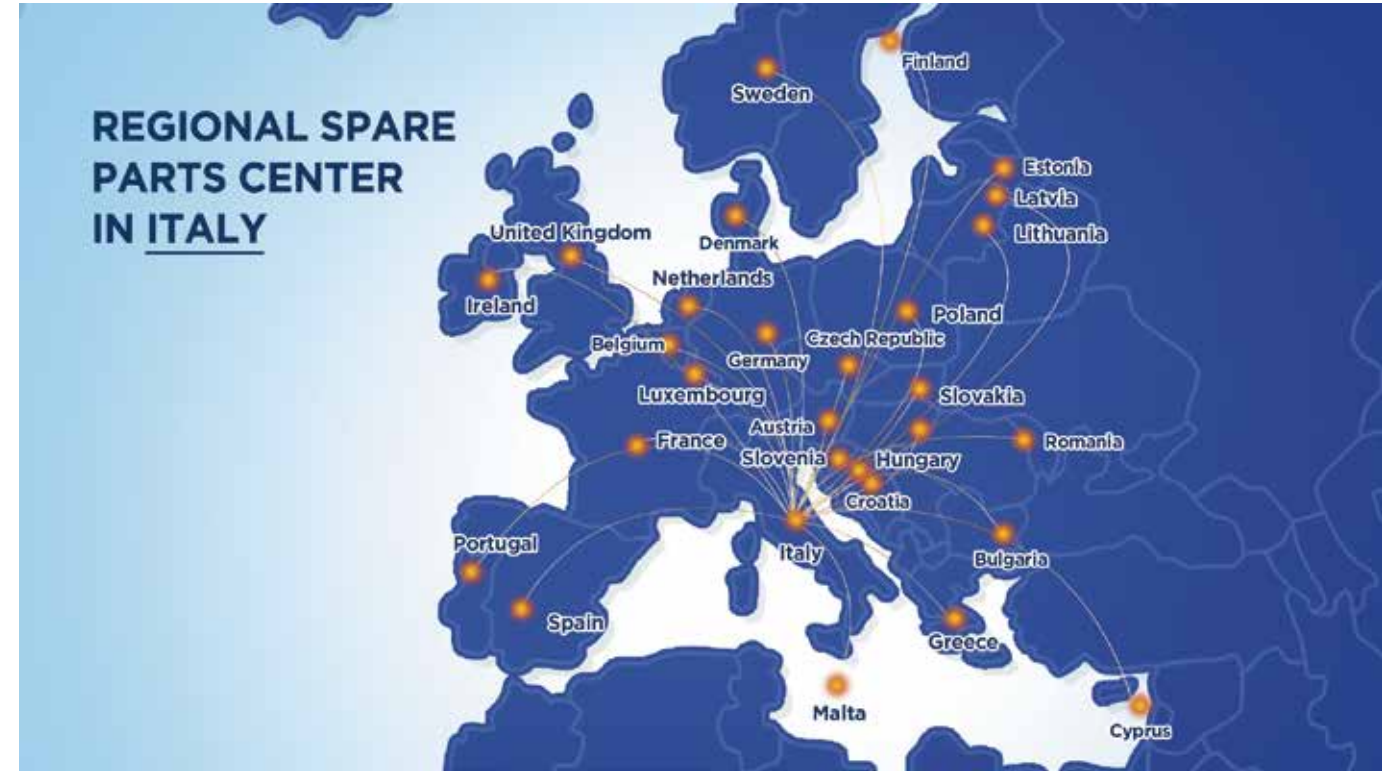 REGIONAL SPARE
PARTS CENTER
IN ITALY
Finland
Sweden
Estonia
Latvia
Lithuania
United Kingdom
Denmark
Netherlands
Ireland
Poland
Belgium
Czech Republic
Germany
Luxembourg
Slovakia
Austria
France
Romania
Slovenia
Hungary
Croatia
Portugal
Italy
Bulgaria
Spain
Greece
Malta
Cyprus